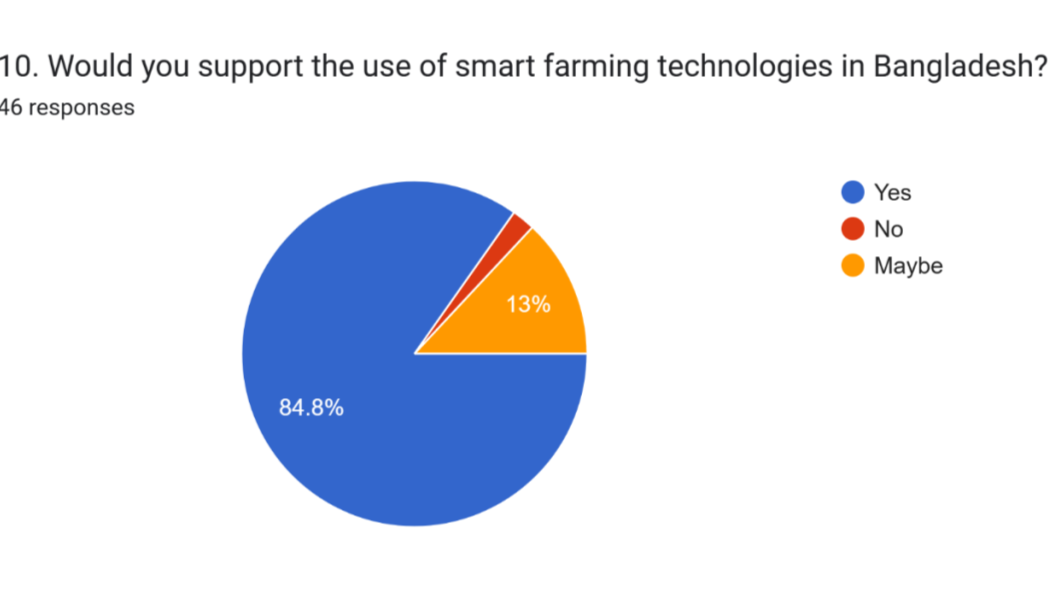 10. Would you support the use of smart farming technologies in Bangladesh?
46 responses
Yes
No
Maybe
13%
84.8%